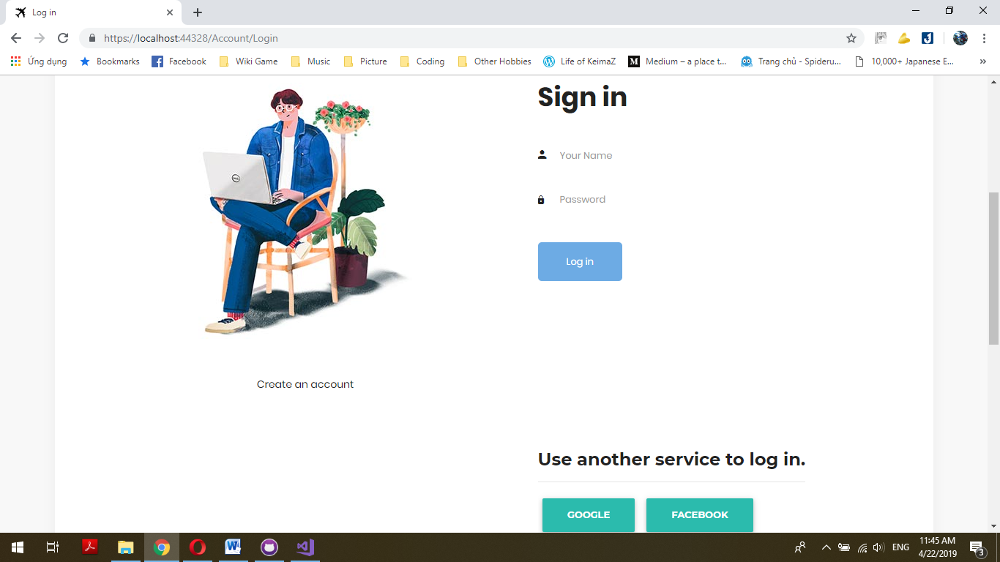 Log in
https://localhost:44328/Account/Login
Ứng dụng Bookmarks Facebook Wiki Game Music Picture Coding Other Hobbies Life of KeimaZ Medium – a place t... Trang chủ - Spideru... 10,000+ Japanese E... »
Sign in
Your Name
Password
Log in
DELL
Create an account
Use another service to log in.
GOOGLE FACEBOOK
ENG 11:45 AM 3
4/22/2019